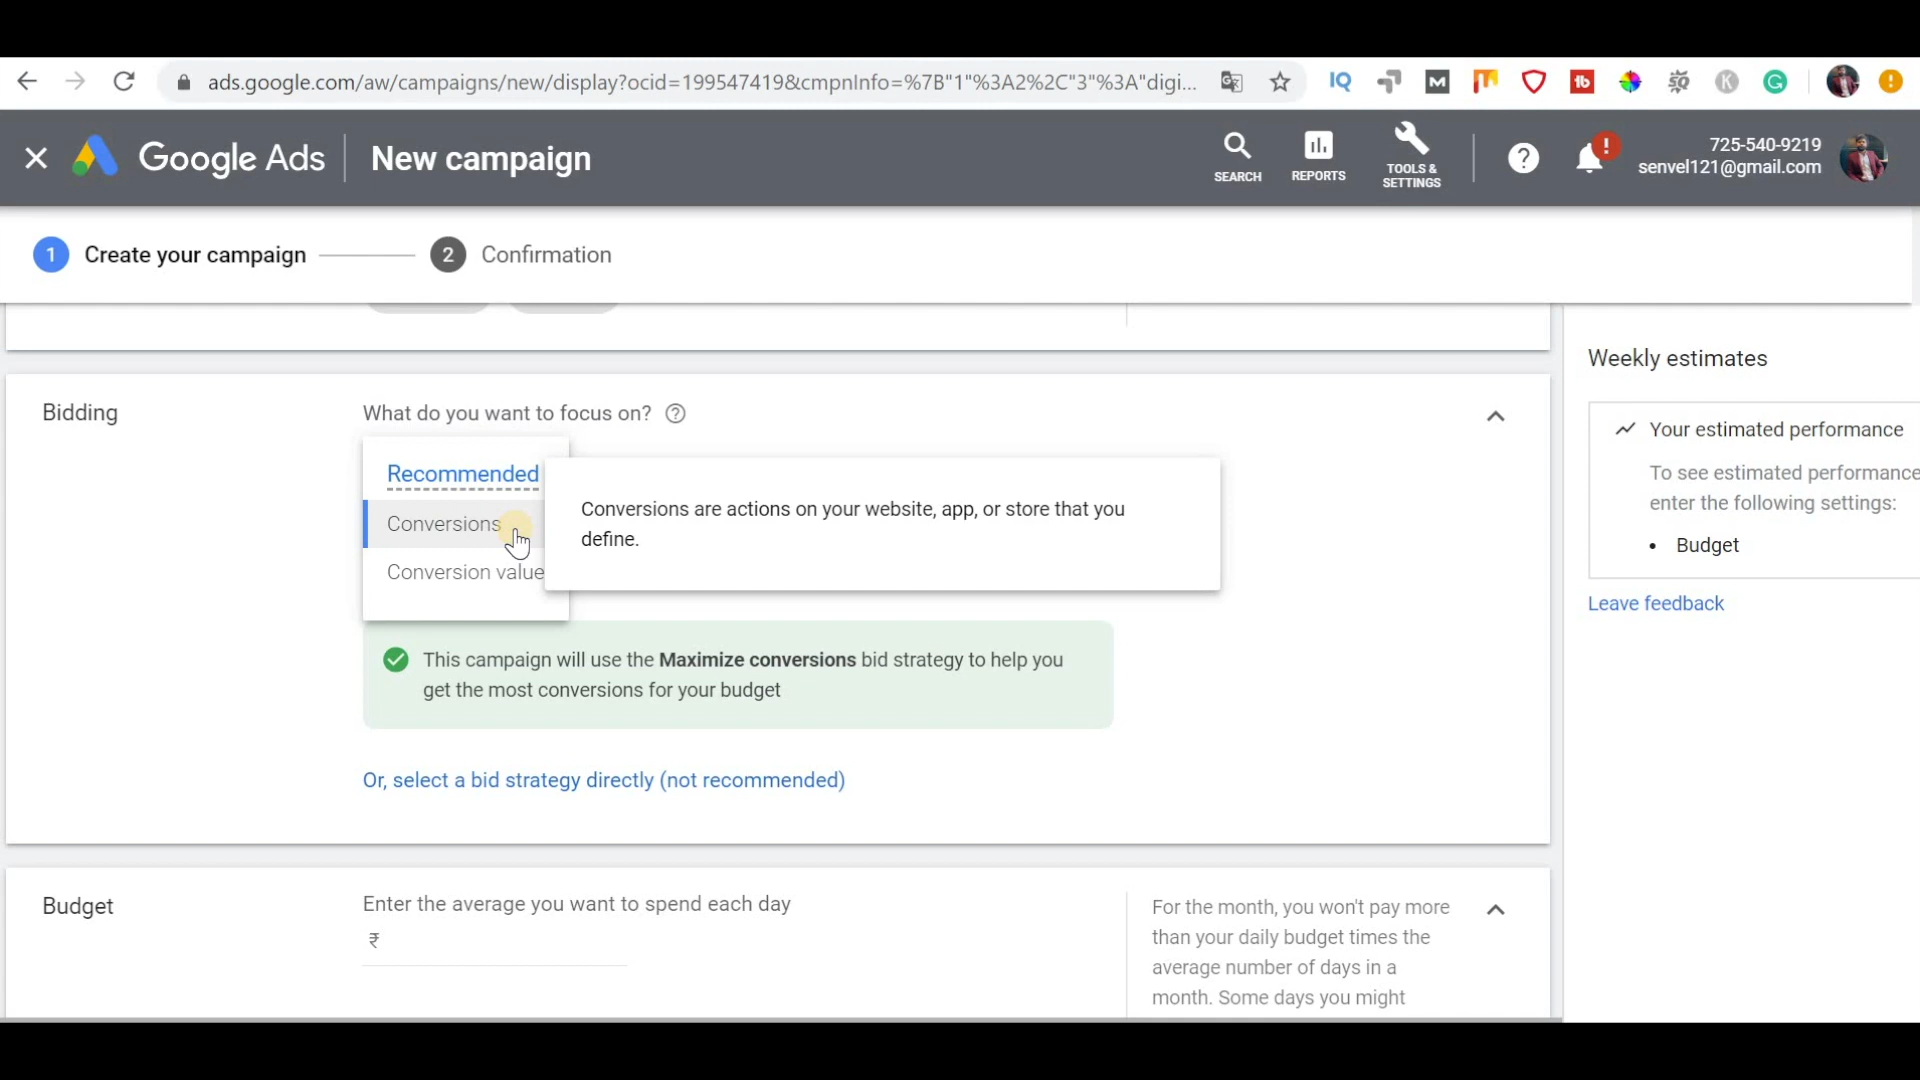 ads.google.com/aw/campaigns/new/display?ocid=199547419&cmpnInfo=%7B"1"%3A2%2C"3"%3A"digi...
IQ
M
tb
K
G
Google Ads
New campaign
SEARCH
REPORTS
TOOLS &
SETTINGS
?
!
725-540-9219
senvel121@gmail.com
1
Create your campaign
2
Confirmation
Bidding
What do you want to focus on?
?
Recommended
Conversions
Conversion value
Conversions are actions on your website, app, or store that you
define.
This campaign will use the Maximize conversions bid strategy to help you
get the most conversions for your budget
Or, select a bid strategy directly (not recommended)
Budget
Enter the average you want to spend each day
₹
For the month, you won't pay more
than your daily budget times the
average number of days in a
month. Some days you might
Weekly estimates
Your estimated performance
To see estimated performance
enter the following settings:
• Budget
Leave feedback